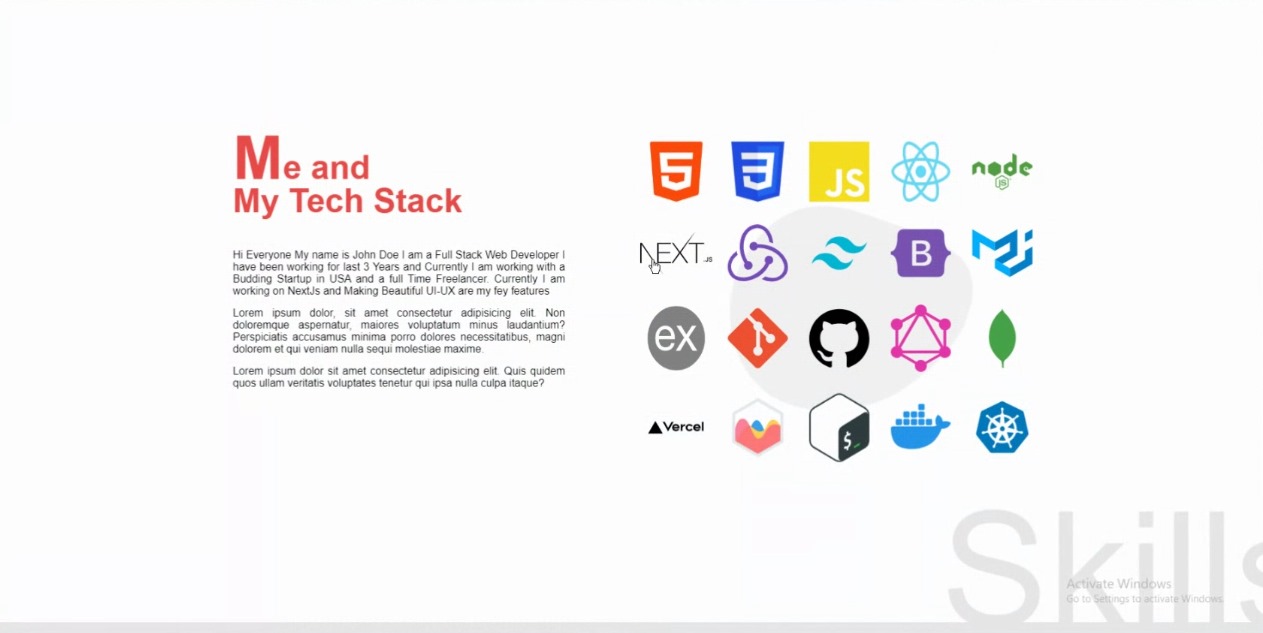 Me and
My Tech Stack
Hi Everyone My name is John Doe I am a Full Stack Web Developer I
have been working for last 3 Years and Currently I am working with a
Budding Startup in USA and a full Time Freelancer. Currently I am
working on NextJs and Making Beautiful UI-UX are my fey features
Lorem ipsum dolor, sit amet consectetur adipisicing elit. Non
doloremque aspernatur, maiores voluptatum minus laudantium?
Perspiciatis accusamus minima porro dolores necessitatibus, magni
dolorem et qui veniam nulla sequi molestiae maxime.
Lorem ipsum dolor sit amet consectetur adipisicing elit. Quis quidem
quos ullam veritatis voluptates tenetur qui ipsa nulla culpa itaque?
5 3 JS node
JS
NEXT.JS B
ex
Vercel $_
Skills
Activate Windows
Go to Settings to activate Windows.